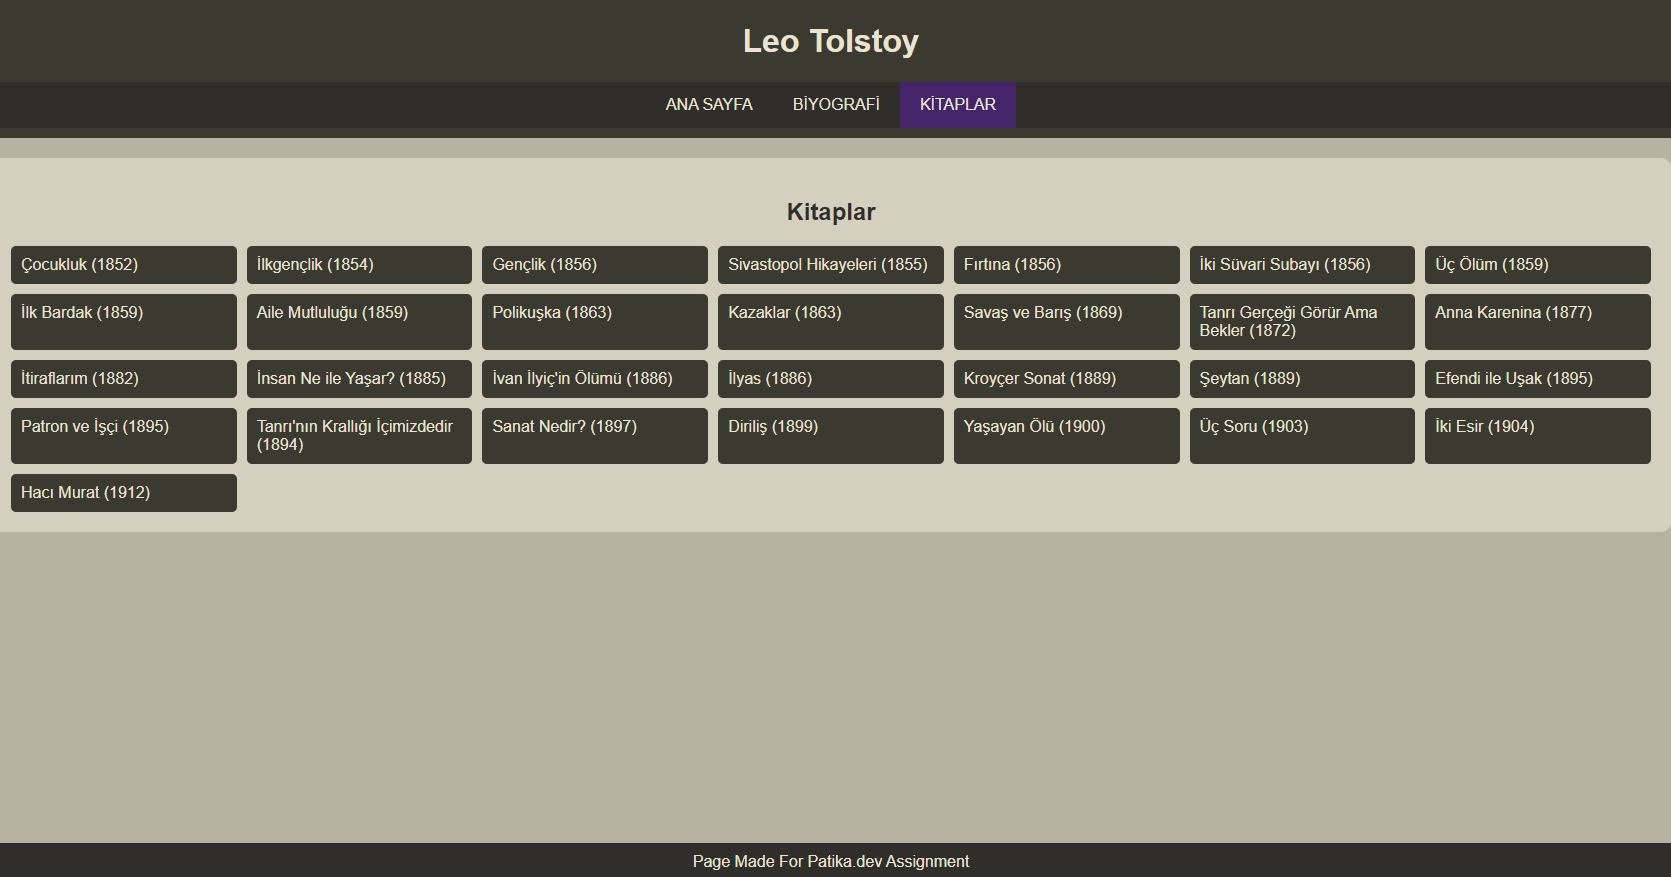 Leo Tolstoy
ANA SAYFA
BİYOGRAFİ
KİTAPLAR
Kitaplar
Çocukluk (1852)
İlkgençlik (1854)
Gençlik (1856)
Sivastopol Hikayeleri (1855)
Fırtına (1856)
İki Süvari Subayı (1856)
Üç Ölüm (1859)
İlk Bardak (1859)
Aile Mutluluğu (1859)
Polikuşka (1863)
Kazaklar (1863)
Savaş ve Barış (1869)
Tanrı Gerçeği Görür Ama
Bekler (1872)
Anna Karenina (1877)
İtiraflarım (1882)
İnsan Ne ile Yaşar? (1885)
İvan İlyiç'in Ölümü (1886)
İlyas (1886)
Kroyçer Sonat (1889)
Şeytan (1889)
Efendi ile Uşak (1895)
Patron ve İşçi (1895)
Tanrı'nın Krallığı İçimizdedir
(1894)
Sanat Nedir? (1897)
Diriliş (1899)
Yaşayan Ölü (1900)
Üç Soru (1903)
İki Esir (1904)
Hacı Murat (1912)
Page Made For Patika.dev Assignment